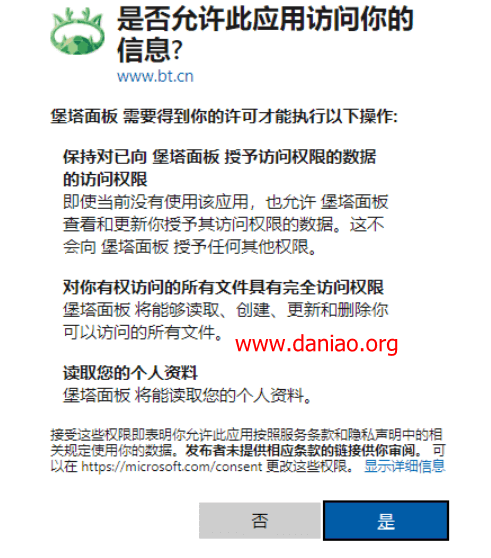 是否允许此应用访问你的
信息?
www.bt.cn
堡塔面板 需要得到你的许可才能执行以下操作:
保持对已向 堡塔面板 授予访问权限的数据
的访问权限
即使当前没有使用该应用，也允许 堡塔面板
查看和更新你授予其访问权限的数据。这不
会向 堡塔面板 授予任何其他权限。
对你有权访问的所有文件具有完全访问权限
堡塔面板 将能够读取、创建、更新和删除你
可以访问的所有文件。
www.daniao.org
读取您的个人资料
堡塔面板 将能读取您的个人资料。
接受这些权限即表明你允许此应用按照服务条款和隐私声明中的相
关规定使用你的数据。发布者未提供相应条款的链接供你审阅。 可
以在 https://microsoft.com/consent 更改这些权限。 显示详细信息
否
是